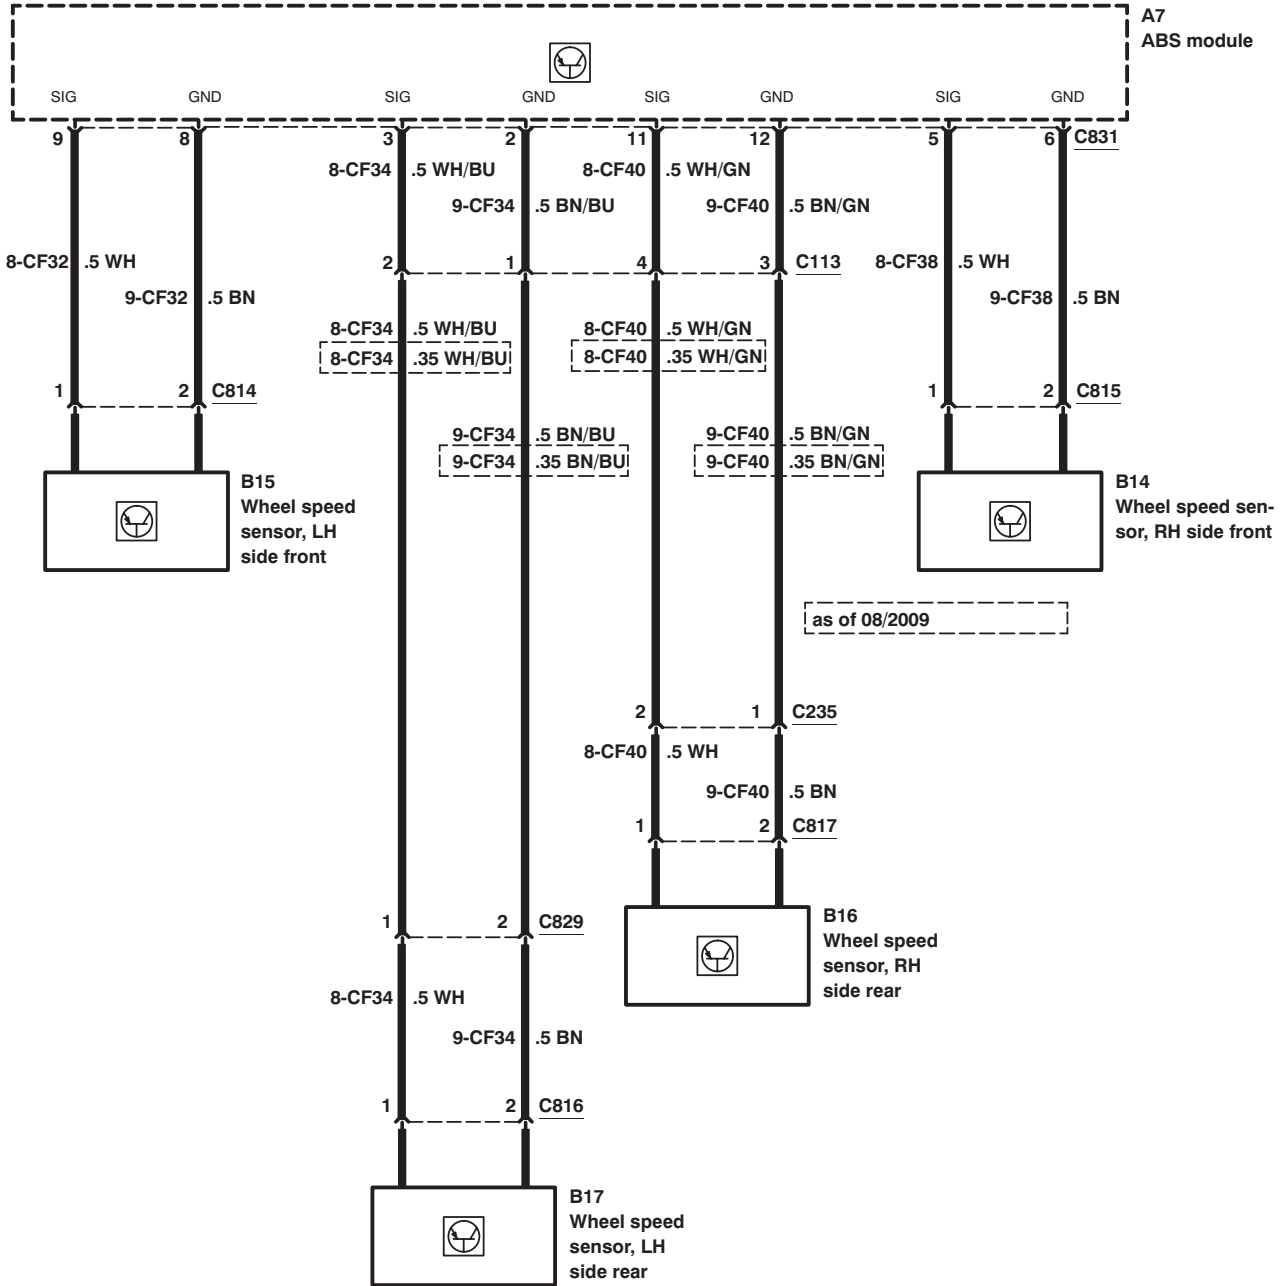 A7
ABS module
SIG GND SIG GND SIG GND SIG GND
9 8 3 2 11 12 5 6 C831
8-CF34 .5 WH/BU 8-CF40 .5 WH/GN
9-CF34 .5 BN/BU 9-CF40 .5 BN/GN
8-CF32 .5 WH 2 1 4 3 C113 8-CF38 .5 WH
9-CF32 .5 BN 9-CF38 .5 BN
8-CF34 .5 WH/BU 8-CF40 .5 WH/GN
8-CF34 .35 WH/BU 8-CF40 .35 WH/GN
1 2 C814 1 2 C815
9-CF34 .5 BN/BU 9-CF40 .5 BN/GN
9-CF34 .35 BN/BU 9-CF40 .35 BN/GN
B15
Wheel speed
sensor, LH
side front
B14
Wheel speed sen-
sor, RH side front
as of 08/2009
2 1 C235
8-CF40 .5 WH
9-CF40 .5 BN
1 2 C817
B16
Wheel speed
sensor, RH
side rear
1 2 C829
8-CF34 .5 WH
9-CF34 .5 BN
1 2 C816
B17
Wheel speed
sensor, LH
side rear